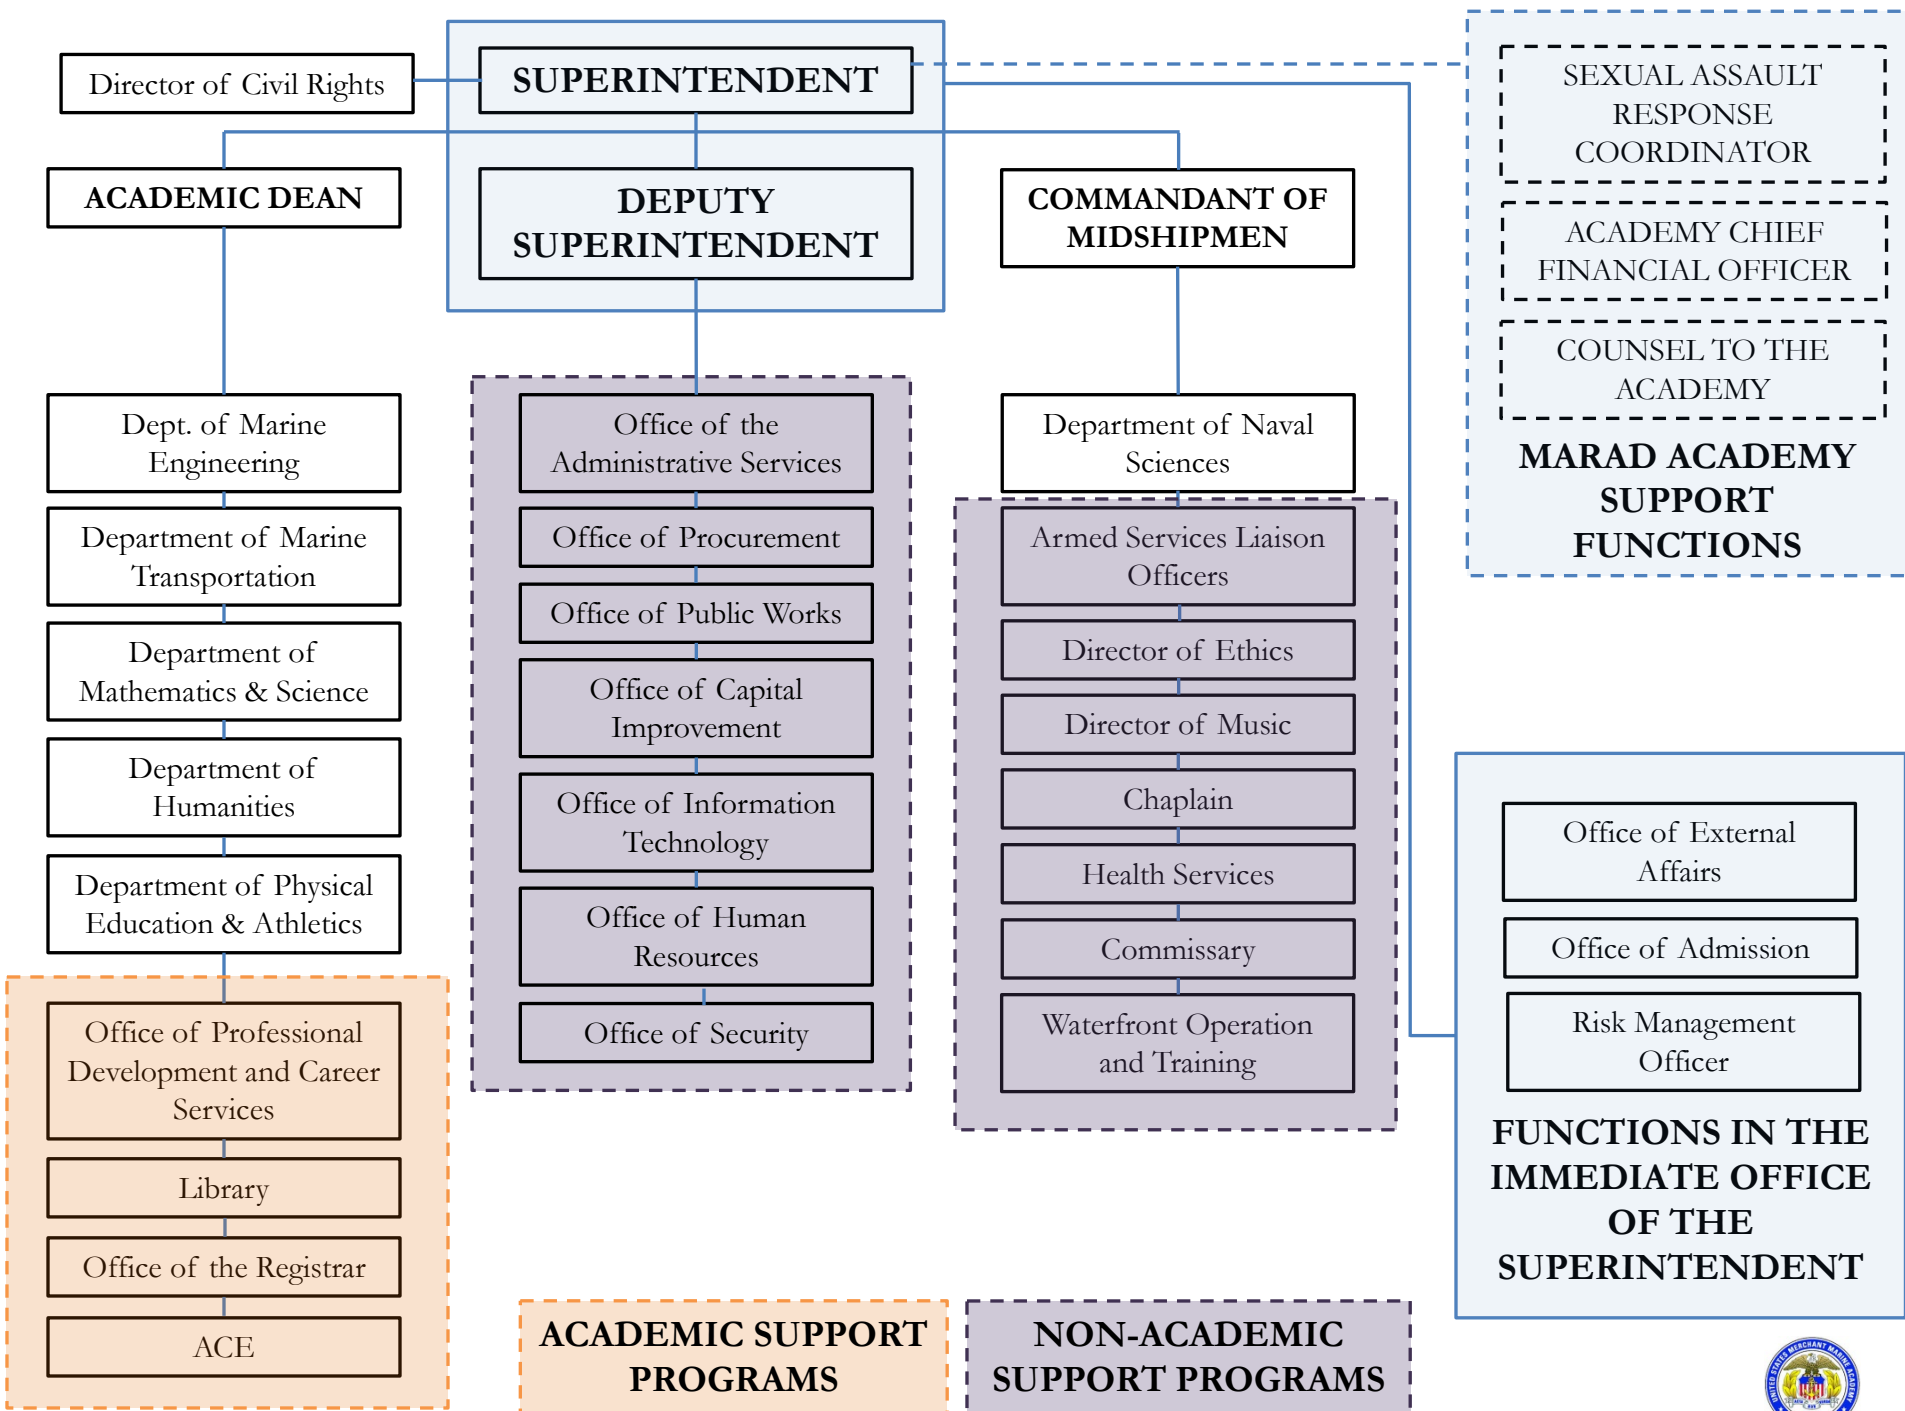 Director of Civil Rights
SUPERINTENDENT
ACADEMIC DEAN
DEPUTY
SUPERINTENDENT
COMMANDANT OF
MIDSHIPMEN
SEXUAL ASSAULT
RESPONSE
COORDINATOR
ACADEMY CHIEF
FINANCIAL OFFICER
COUNSEL TO THE
ACADEMY
MARAD ACADEMY
SUPPORT
FUNCTIONS
Dept. of Marine
Engineering
Department of Marine
Transportation
Department of
Mathematics & Science
Department of
Humanities
Department of Physical
Education & Athletics
Office of Professional
Development and Career
Services
Library
Office of the Registrar
ACE
Office of the
Administrative Services
Office of Procurement
Office of Public Works
Office of Capital
Improvement
Office of Information
Technology
Office of Human
Resources
Office of Security
Department of Naval
Sciences
Armed Services Liaison
Officers
Director of Ethics
Director of Music
Chaplain
Health Services
Commissary
Waterfront Operation
and Training
Office of External
Affairs
Office of Admission
Risk Management
Officer
FUNCTIONS IN THE
IMMEDIATE OFFICE
OF THE
SUPERINTENDENT
ACADEMIC SUPPORT
PROGRAMS
NON-ACADEMIC
SUPPORT PROGRAMS
UNITED STATES MERCHANT MARINE ACADEMY